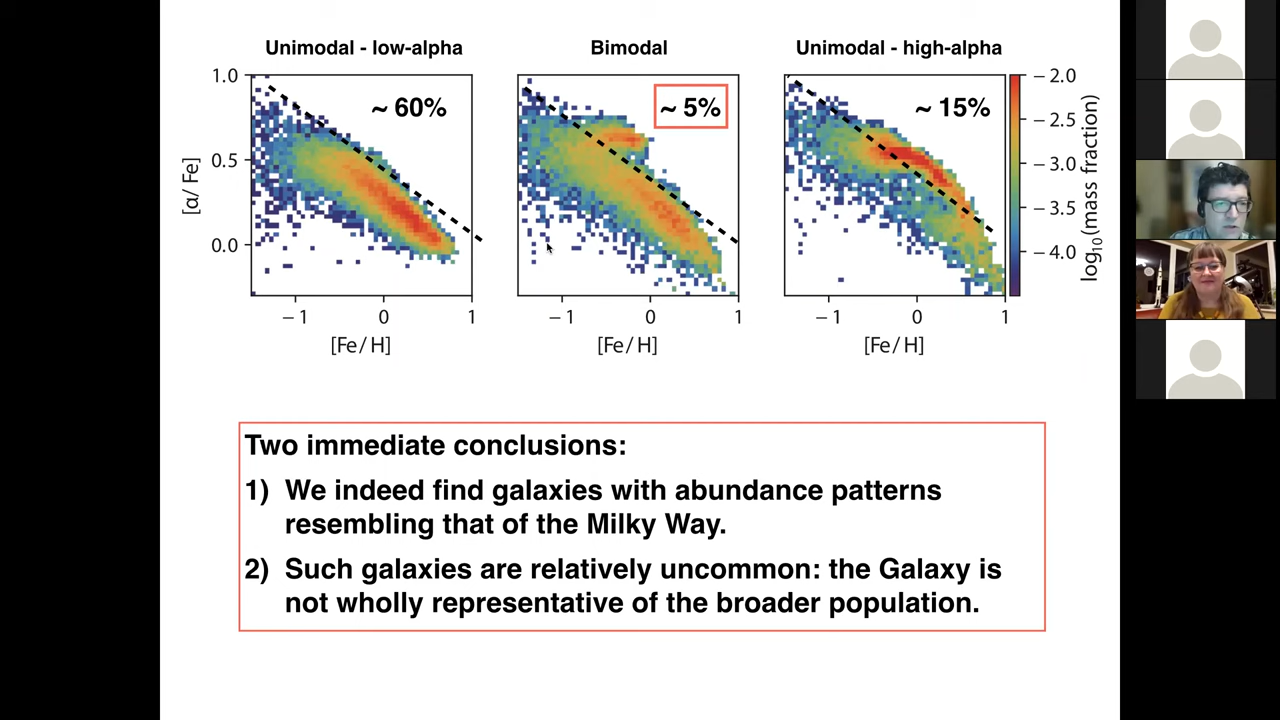 Unimodal - low-alpha
Bimodal
Unimodal - high-alpha
1.0
0.5
0.0
[α/ Fe]
~ 60%
~ 5%
~ 15%
−1 0 1
−1 0 1
−1 0 1
[Fe/ H]
[Fe/ H]
[Fe/ H]
−2.0
−2.5
−3.0
−3.5
−4.0
log10(mass fraction)
Two immediate conclusions:
1) We indeed find galaxies with abundance patterns
resembling that of the Milky Way.
2) Such galaxies are relatively uncommon: the Galaxy is
not wholly representative of the broader population.